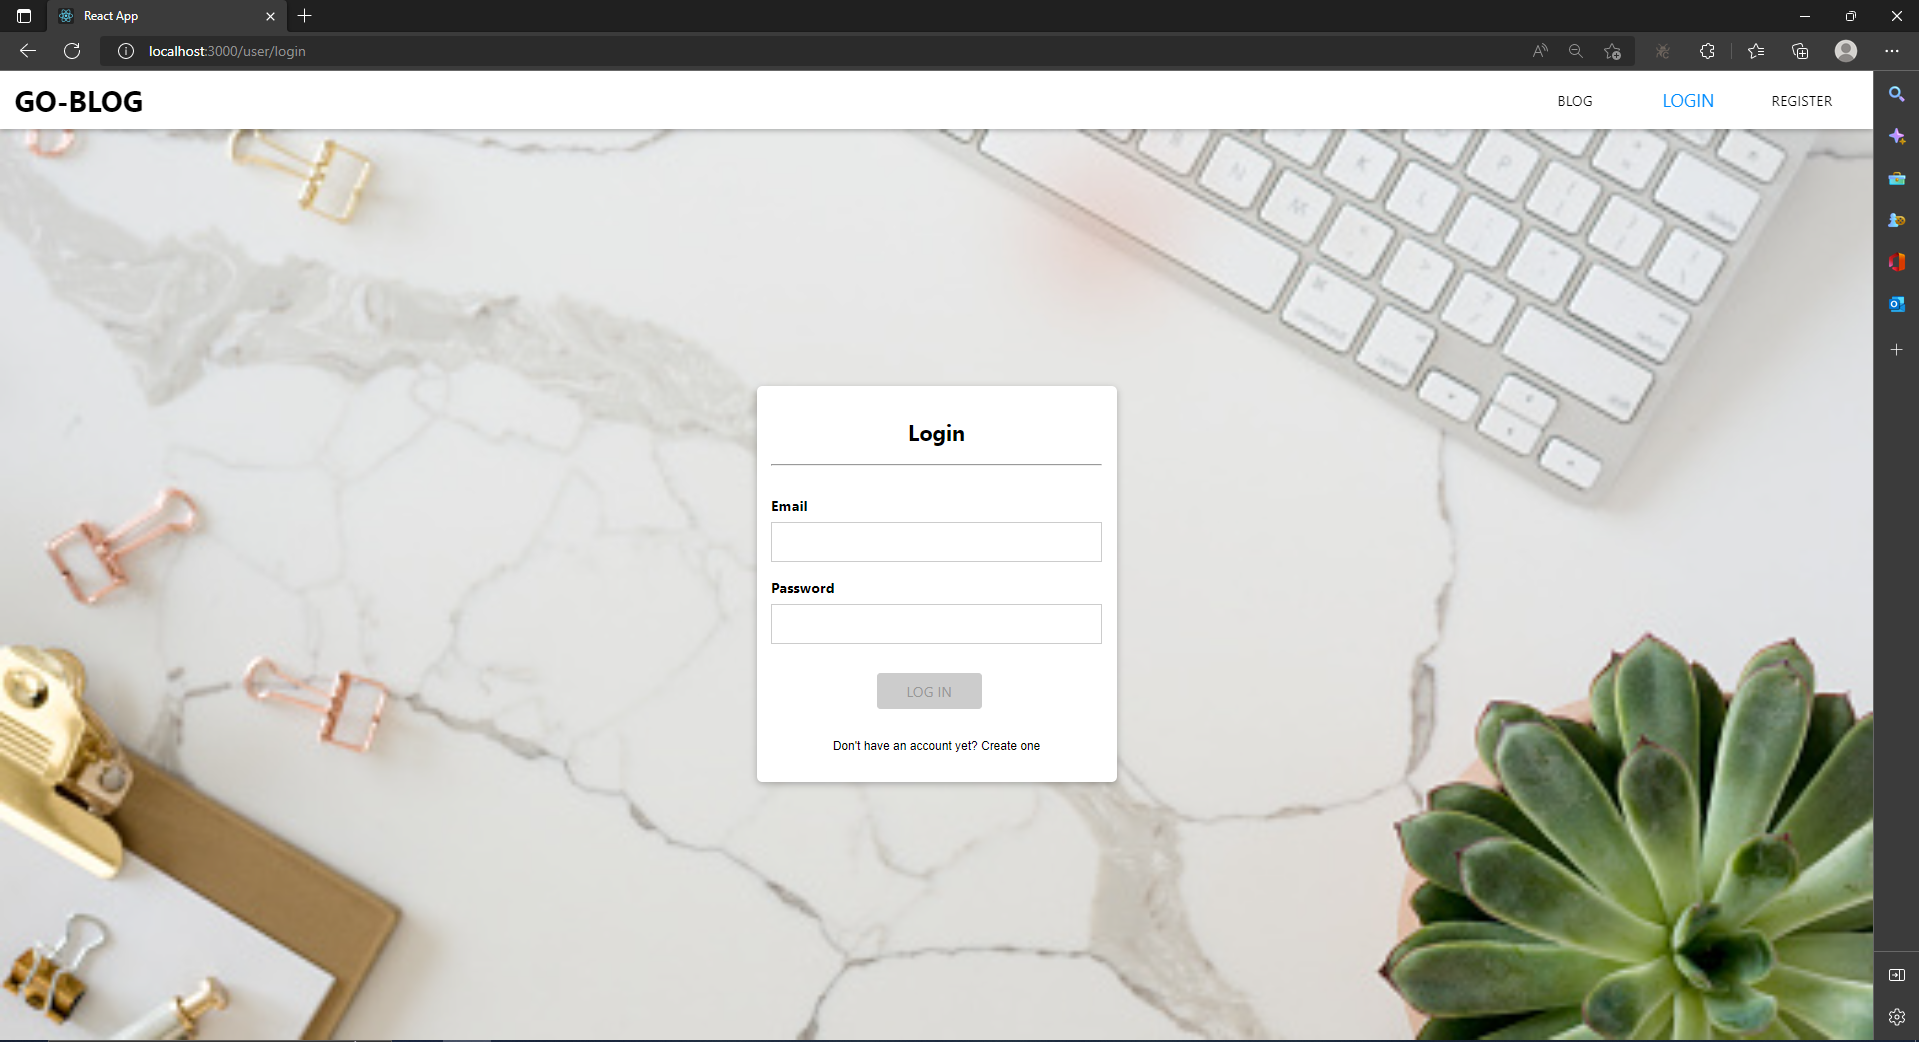 React App
localhost:3000/user/login
GO-BLOG
BLOG
LOGIN
REGISTER
Login
Email
Password
LOG IN
Don't have an account yet? Create one